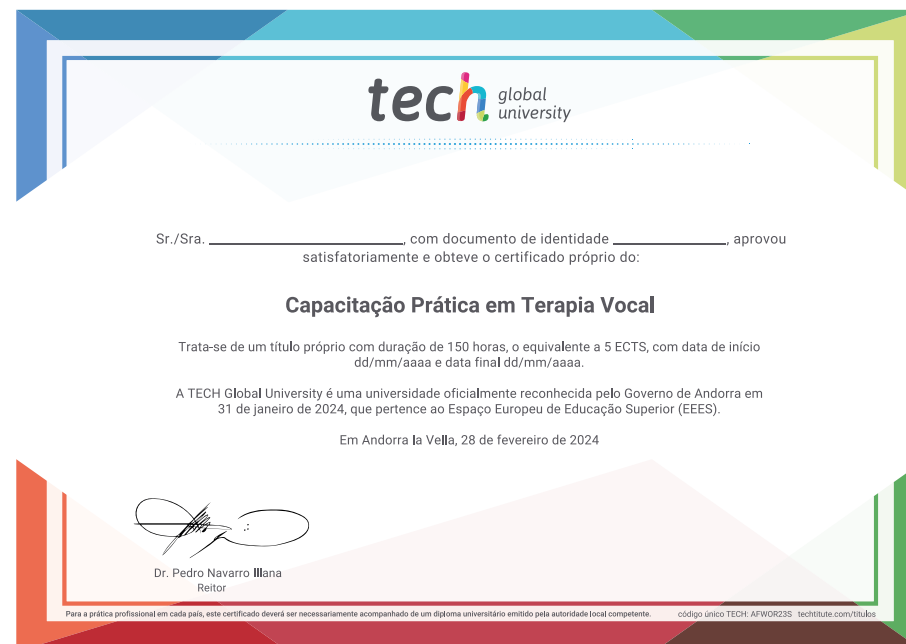 tech global university
Sr./Sra. ____________________, com documento de identidade ____________, aprovou
satisfatoriamente e obteve o certificado próprio do:
Capacitação Prática em Terapia Vocal
Trata-se de um título próprio com duração de 150 horas, o equivalente a 5 ECTS, com data de início
dd/mm/aaaa e data final dd/mm/aaaa.
A TECH Global University é uma universidade oficialmente reconhecida pelo Governo de Andorra em
31 de janeiro de 2024, que pertence ao Espaço Europeu de Educação Superior (EEES).
Em Andorra la Vella, 28 de fevereiro de 2024
Dr. Pedro Navarro Illana
Reitor
Para a prática profissional em cada país, este certificado deverá ser necessariamente acompanhado de um diploma universitário emitido pela autoridade local competente. código único TECH: AFWOR23S techtitute.com/titulos